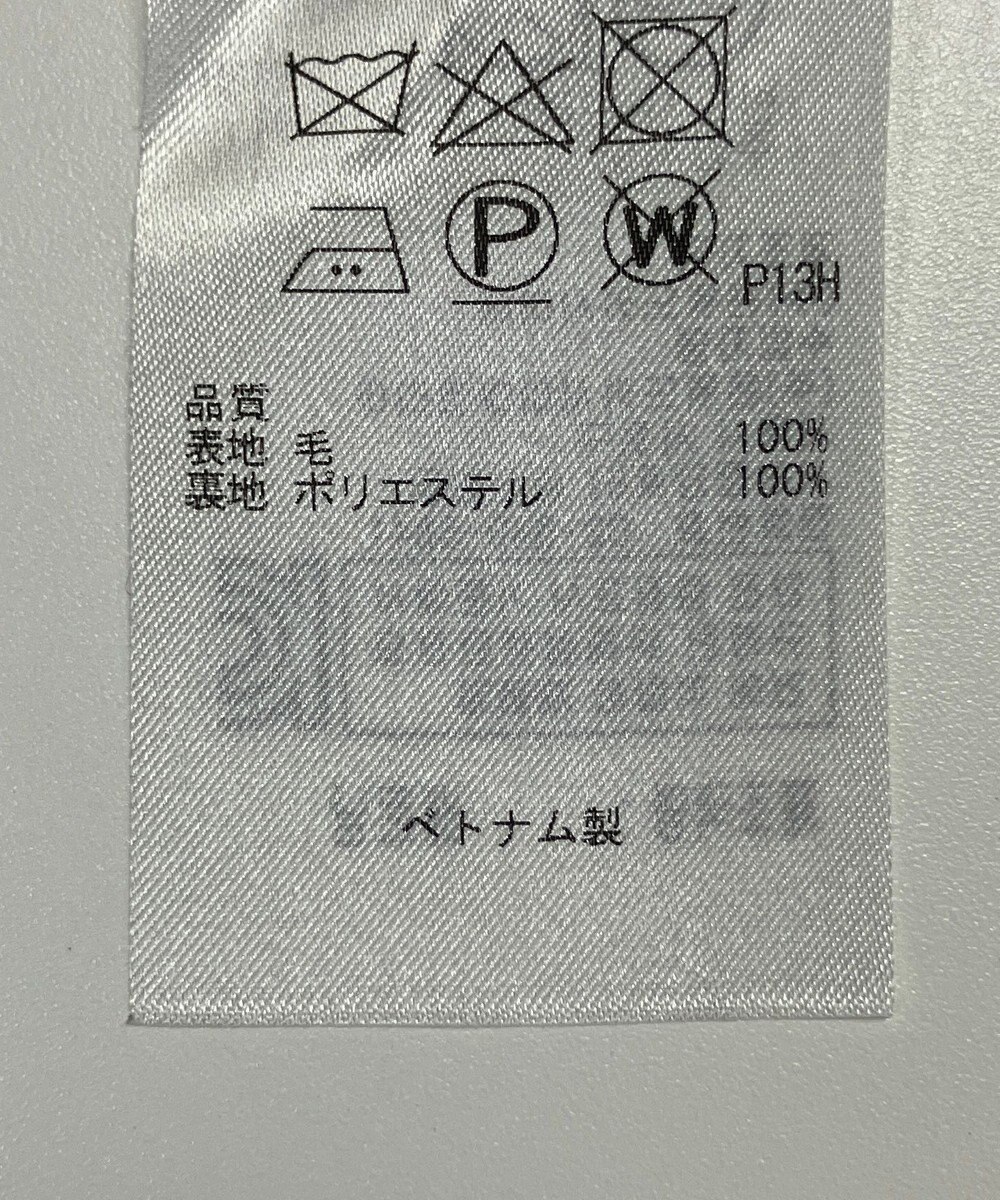 P W
P13H
品質
表地 毛 100%
裏地 ポリエステル 100%
ベトナム製